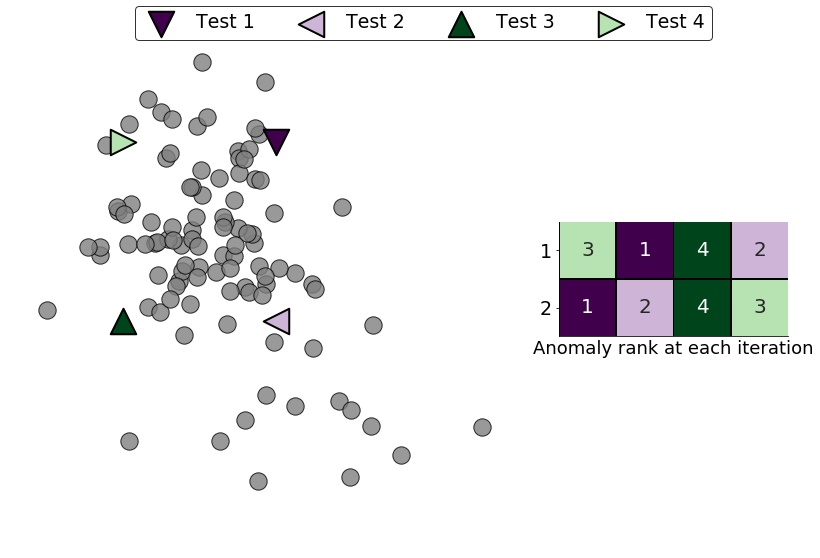 Test 1 Test 2 Test 3 Test 4
1 3 1 4 2
2 1 2 4 3
Anomaly rank at each iteration